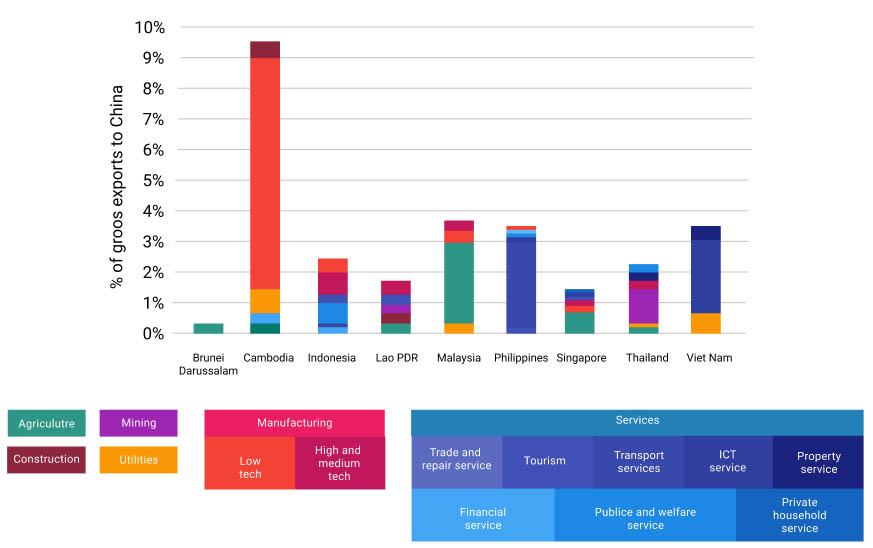 10%
9%
8%
7%
6%
5%
4%
3%
2%
1%
0%
% of groos exports to China
Brunei
Darussalam
Cambodia
Indonesia
Lao PDR
Malaysia
Philippines
Singapore
Thailand
Viet Nam
Agriculutre
Mining
Construction
Utilities
Manufacturing
Low
tech
High and
medium
tech
Services
Trade and
repair service
Tourism
Transport
services
ICT
service
Property
service
Financial
service
Publice and welfare
service
Private
household
service